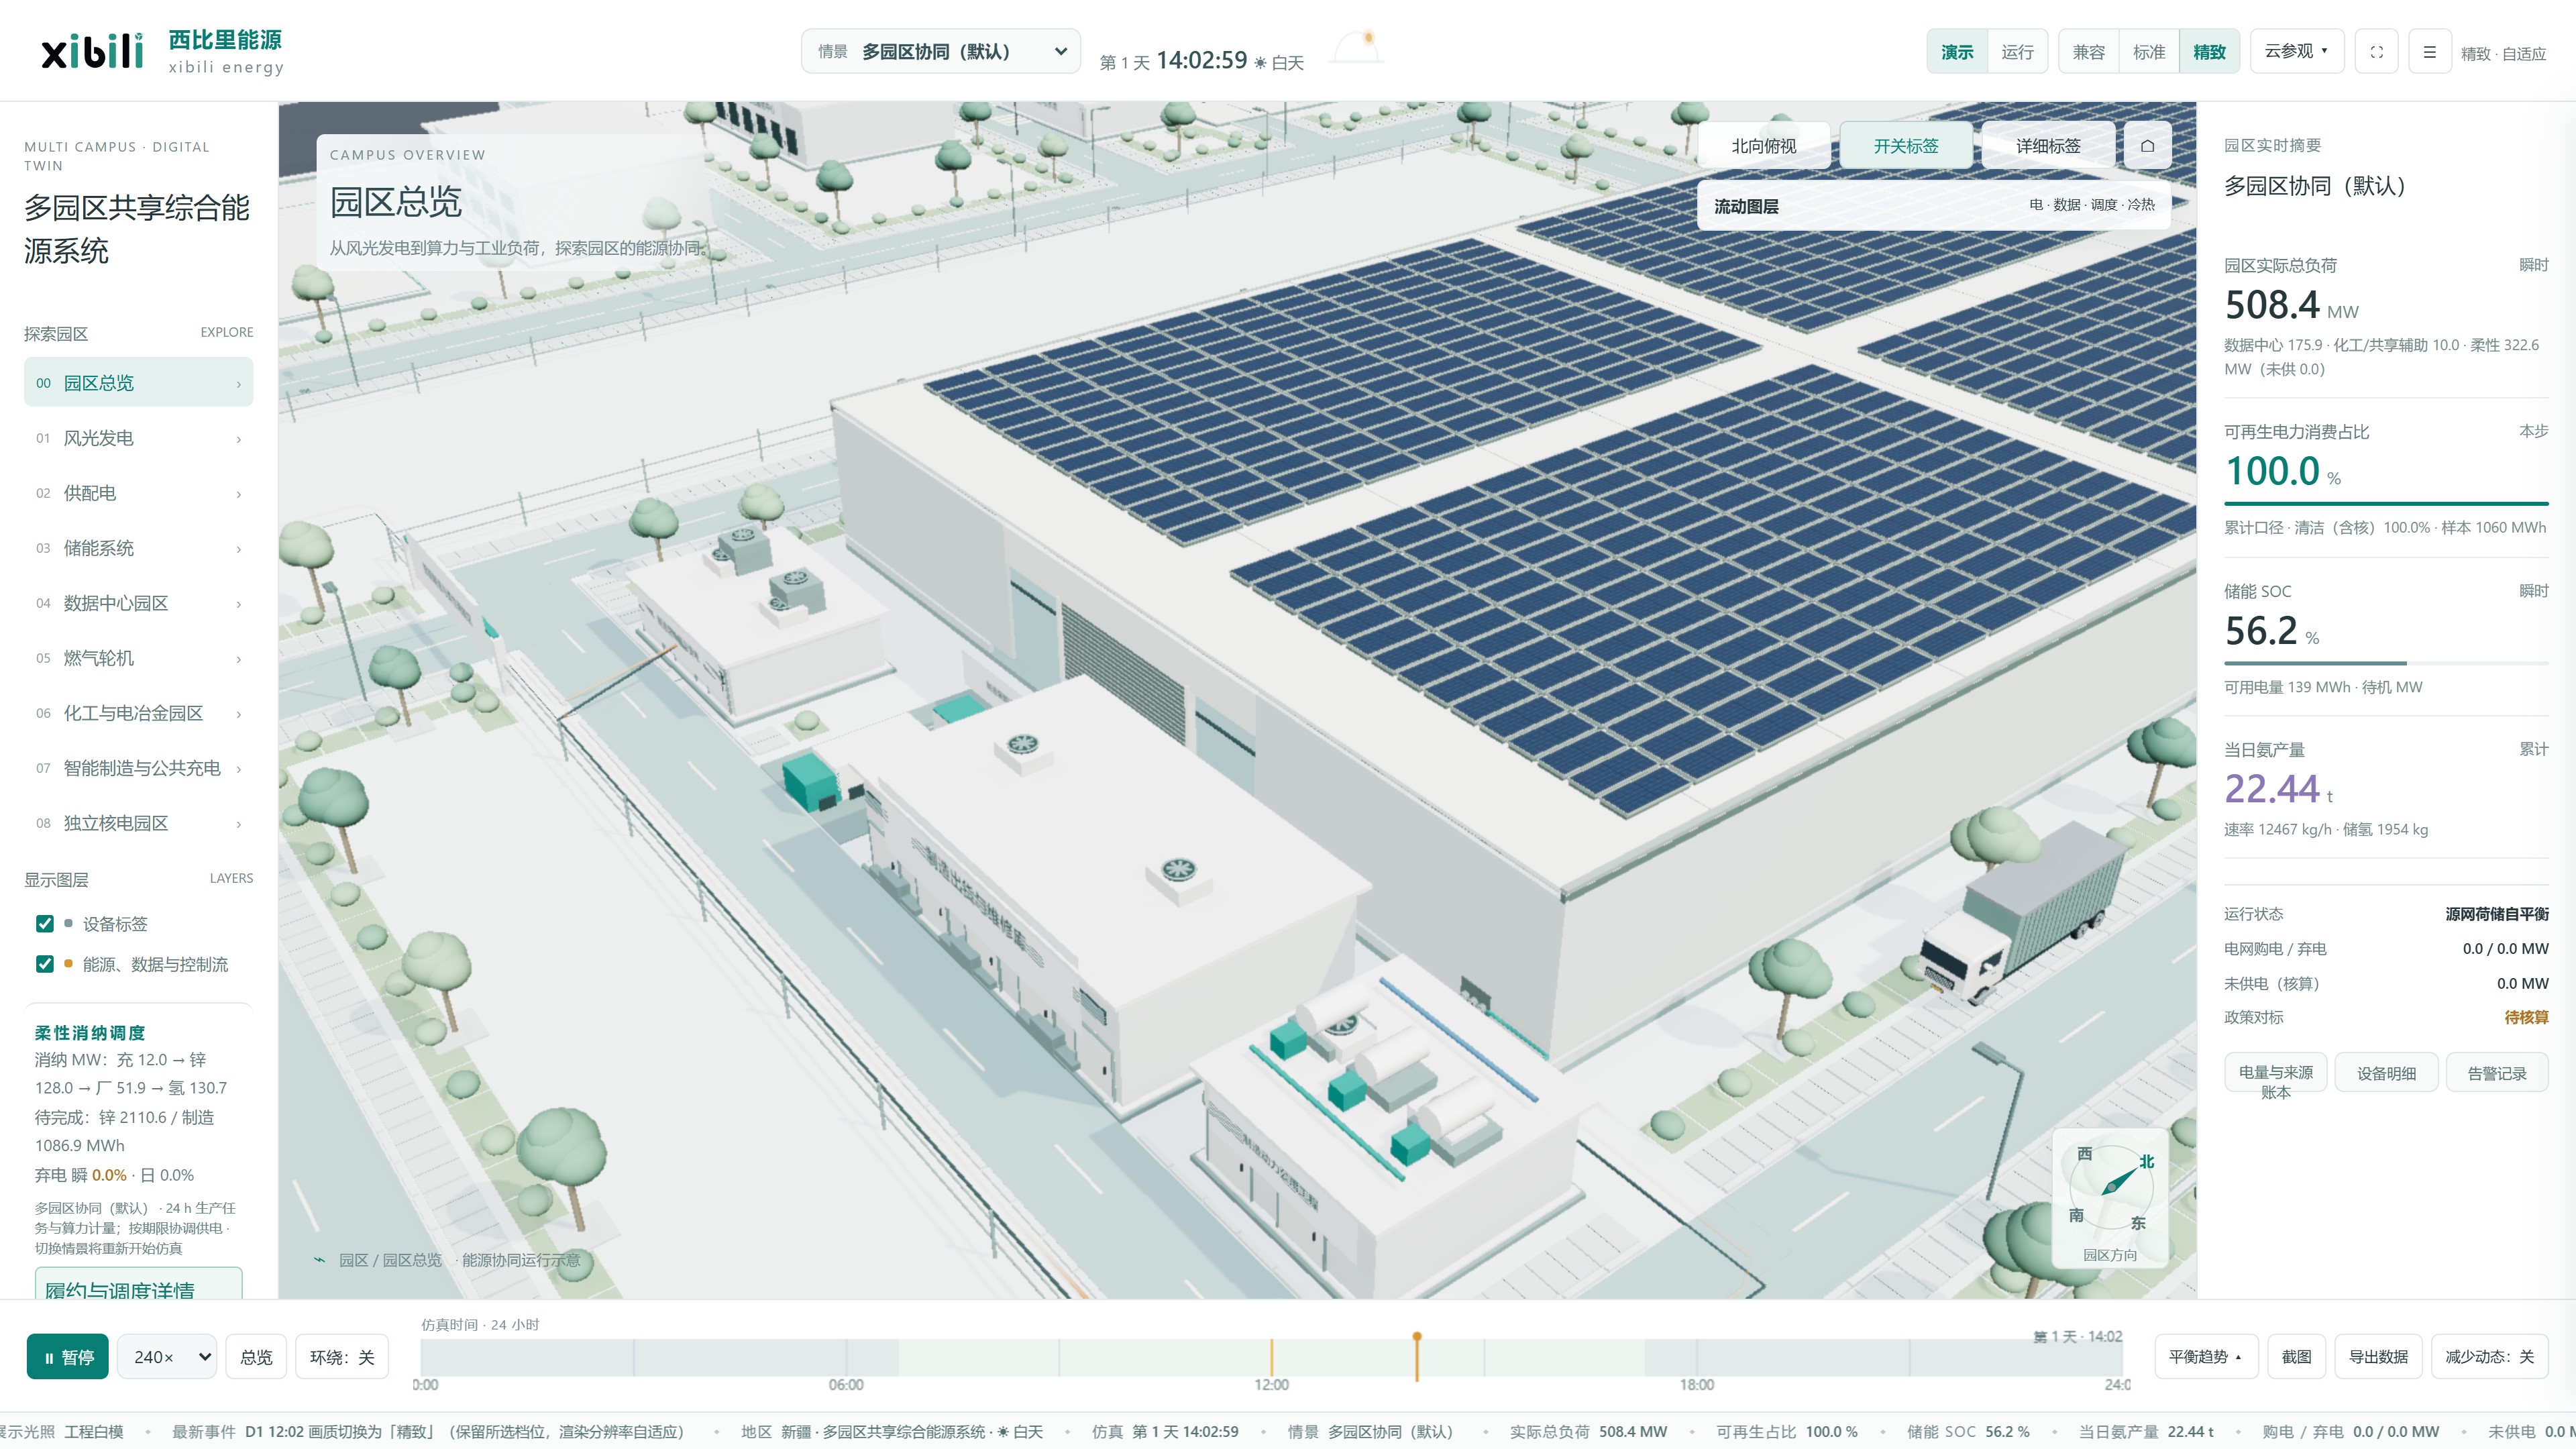 xibili 西比里能源
xibili energy
情景 多园区协同（默认）
第 1 天 14:02:59 ☀ 白天
演示 运行
兼容 标准 精致
云参观 ▾
精致 · 自适应
MULTI CAMPUS · DIGITAL
TWIN
多园区共享综合能
源系统
探索园区 EXPLORE
00 园区总览 ›
01 风光发电 ›
02 供配电 ›
03 储能系统 ›
04 数据中心园区 ›
05 燃气轮机 ›
06 化工与电冶金园区 ›
07 智能制造与公共充电 ›
08 独立核电园区 ›
显示图层 LAYERS
设备标签
能源、数据与控制流
柔性消纳调度
消纳 MW：充 12.0 → 锌
128.0 → 厂 51.9 → 氢 130.7
待完成：锌 2110.6 / 制造
1086.9 MWh
弃电 瞬 0.0% · 日 0.0%
多园区协同（默认） · 24 h 生产任
务与算力计量；按期限协调供电 ·
切换情景将重新开始仿真
履约与调度详情
CAMPUS OVERVIEW
园区总览
从风光发电到算力与工业负荷，探索园区的能源协同。
北向俯视 开关标签 详细标签
流动图层 电 · 数据 · 调度 · 冷热
园区 / 园区总览 · 能源协同运行示意
西 北
南 东
园区方向
园区实时摘要
多园区协同（默认）
园区实际总负荷 瞬时
508.4 MW
数据中心 175.9 · 化工/共享辅助 10.0 · 柔性 322.6
MW（未供 0.0）
可再生电力消费占比 本步
100.0 %
累计口径 · 清洁（含核）100.0% · 样本 1060 MWh
储能 SOC 瞬时
56.2 %
可用电量 139 MWh · 待机 MW
当日氨产量 累计
22.44 t
速率 12467 kg/h · 储氢 1954 kg
运行状态 源网荷储自平衡
电网购电 / 弃电 0.0 / 0.0 MW
未供电（核算） 0.0 MW
政策对标 待核算
电量与来源
账本
设备明细 告警记录
暂停 240× 总览 环绕：关
仿真时间 · 24 小时
第 1 天 · 14:02
0:00 06:00 12:00 18:00 24:0
平衡趋势 ▴ 截图 导出数据 减少动态：关
展示光照 工程白模 最新事件 D1 12:02 画质切换为「精致」（保留所选档位，渲染分辨率自适应） 地区 新疆 · 多园区共享综合能源系统 · ☀ 白天 仿真 第 1 天 14:02:59 情景 多园区协同（默认） 实际总负荷 508.4 MW 可再生占比 100.0 % 储能 SOC 56.2 % 当日氨产量 22.44 t 购电 / 弃电 0.0 / 0.0 MW 未供电 0.0 M